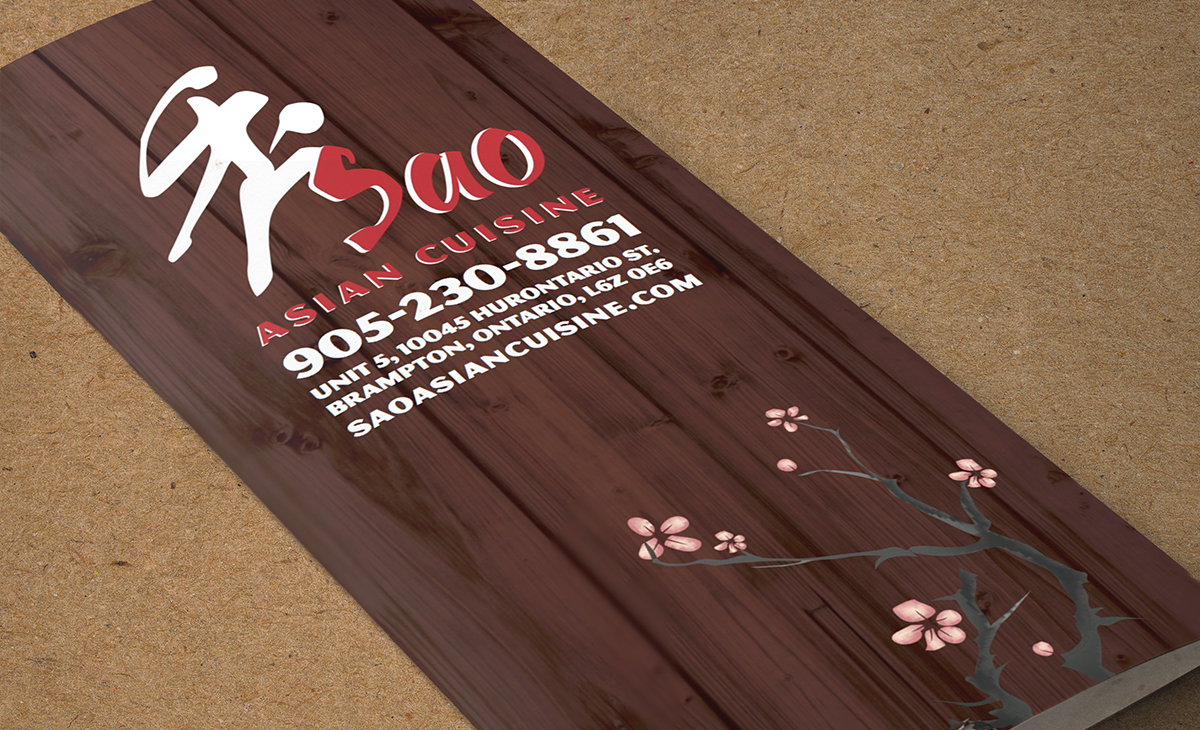 sao
ASIAN CUISINE
905-230-8861
UNIT 5, 10045 HURONTARIO ST.
BRAMPTON, ONTARIO, L6Z 0E6
SAOASIANCUISINE.COM